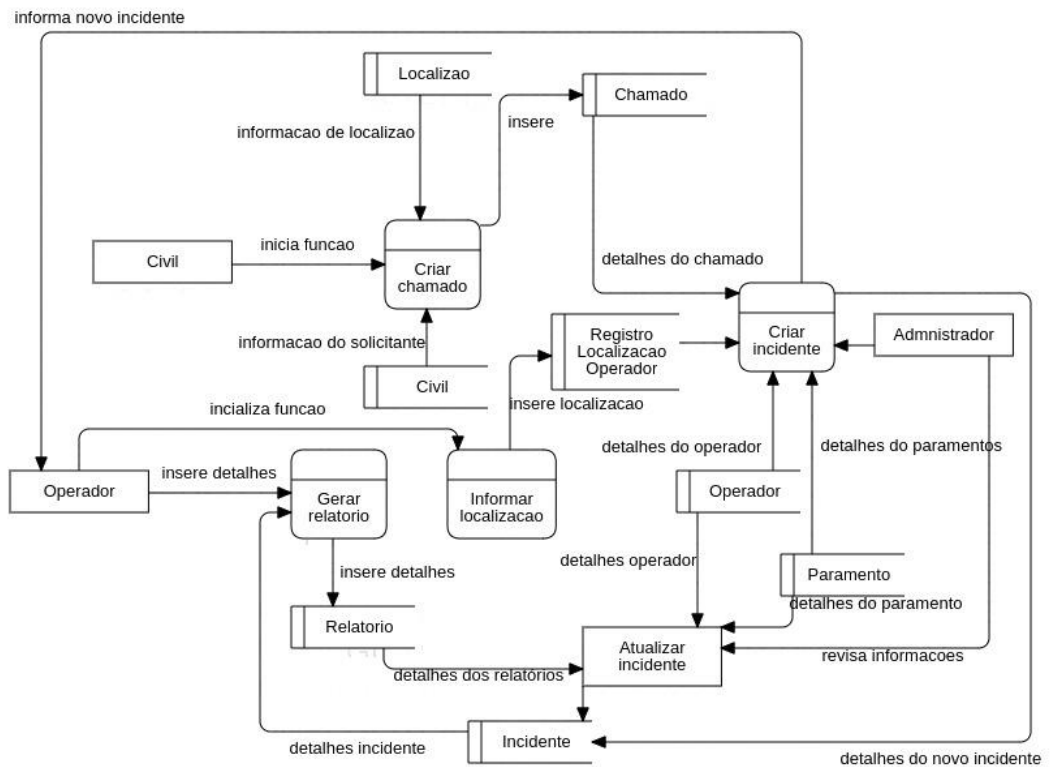 informa novo incidente
Localizao
Chamado
insere
informacao de localizao
Civil
inicia funcao
Criar
chamado
detalhes do chamado
informacao do solicitante
Registro
Localizacao
Operador
Criar
incidente
Admnistrador
Civil
insere localizacao
incializa funcao
detalhes do operador
detalhes do paramentos
Operador
insere detalhes
Gerar
relatorio
Informar
localizacao
Operador
detalhes operador
insere detalhes
Paramento
detalhes do paramento
Relatorio
Atualizar
incidente
revisa informacoes
detalhes dos relatórios
Incidente
detalhes incidente
detalhes do novo incidente